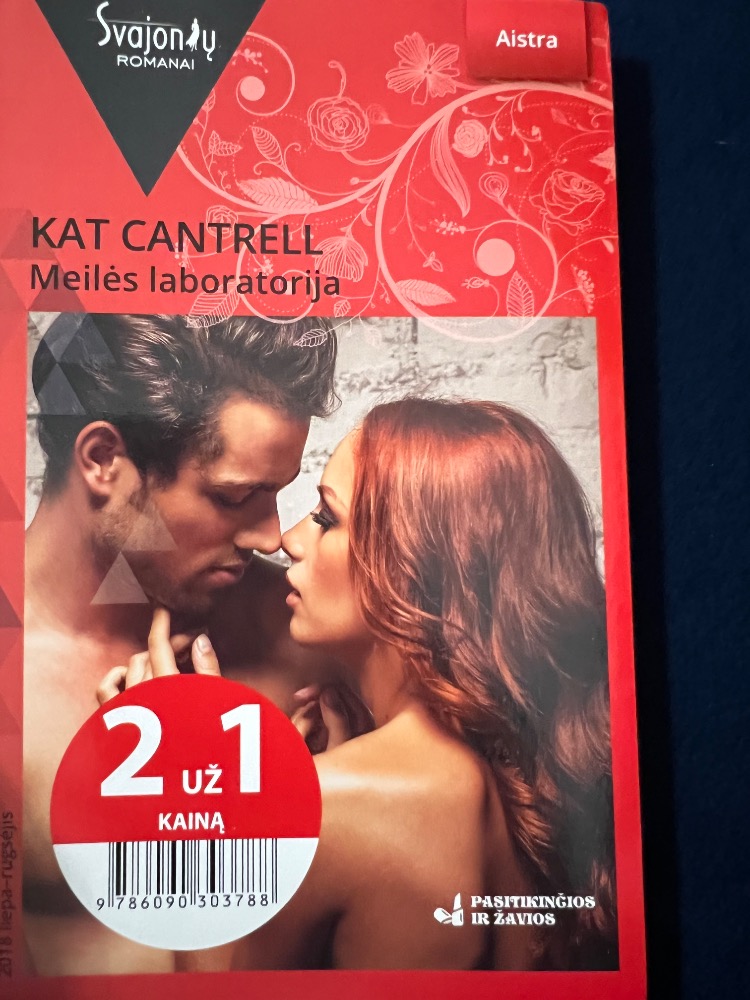 Svajonių
ROMANAI
Aistra
KAT CANTRELL
Meilės laboratorija
2 UŽ 1
KAINĄ
9 786090 303788
PASITIKINČIOS
IR ŽAVIOS
2018 liepa–rugsėjis